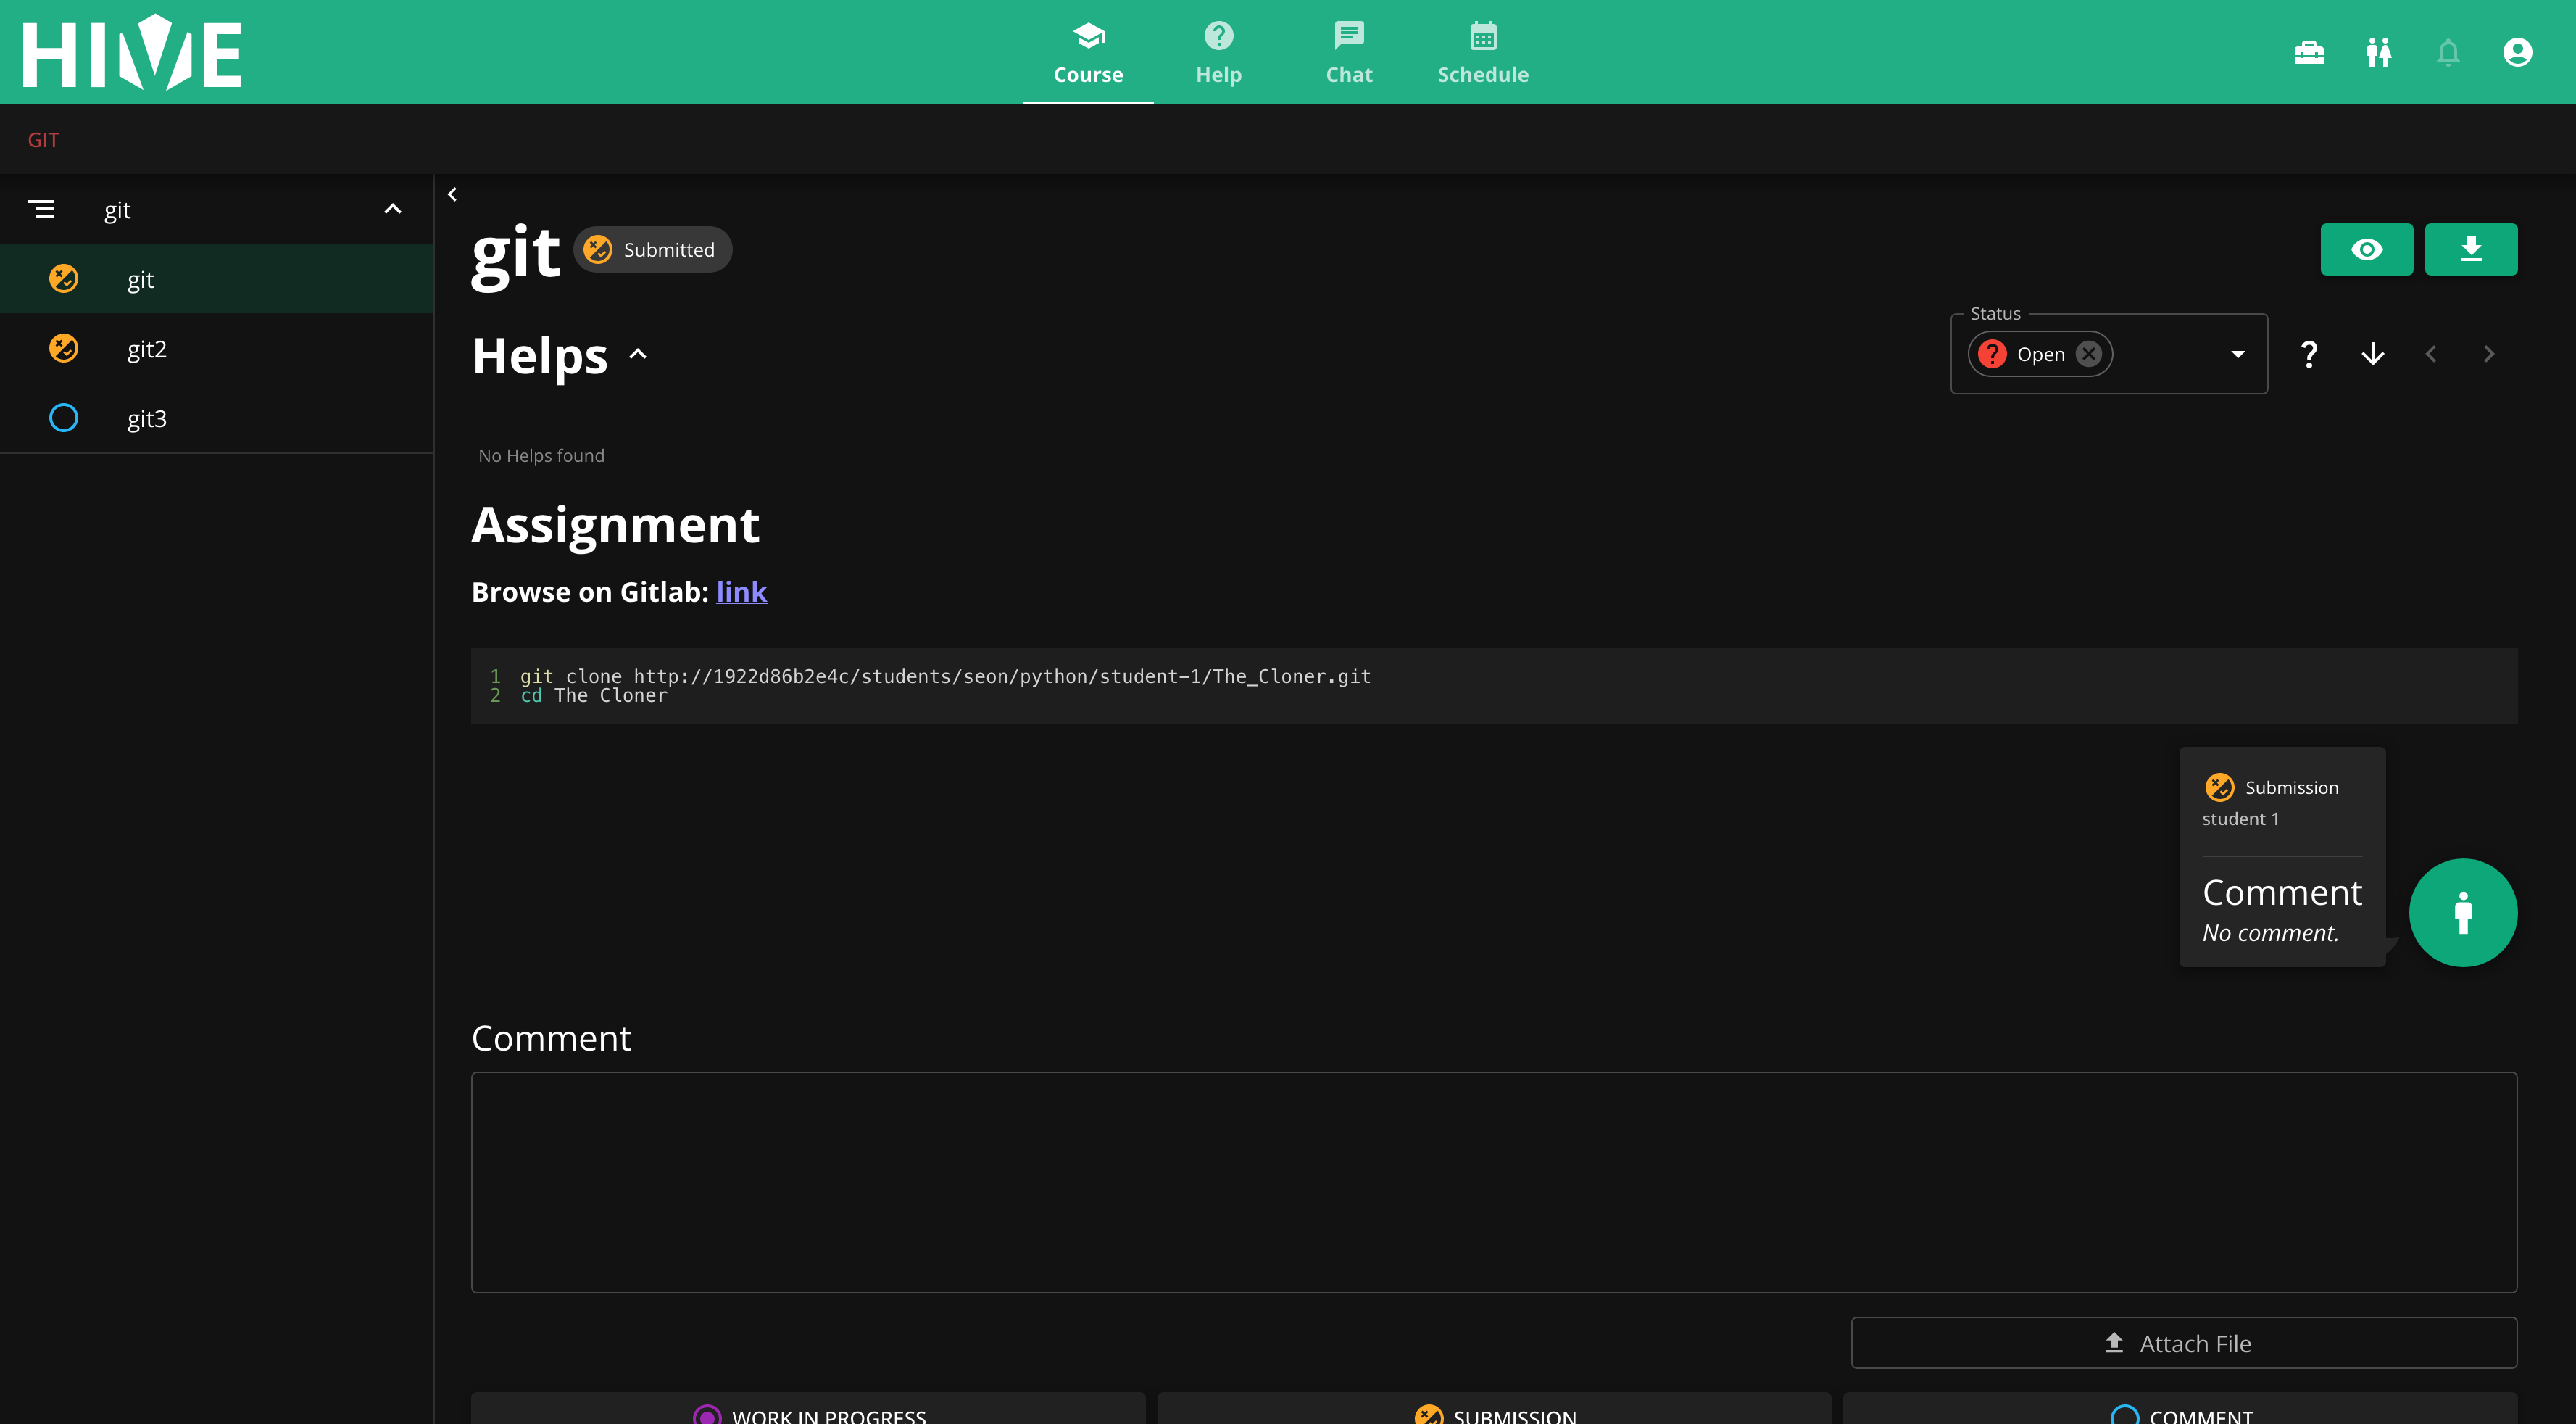 HIVE
Course
Help
Chat
Schedule
GIT
git
git
git2
git3
git
Submitted
Helps
Status
Open
?
No Helps found
Assignment
Browse on Gitlab: link
1 git clone http://1922d86b2e4c/students/seon/python/student-1/The_Cloner.git
2 cd The Cloner
Submission
student 1
Comment
No comment.
Comment
Attach File
WORK IN PROGRESS
SUBMISSION
COMMENT